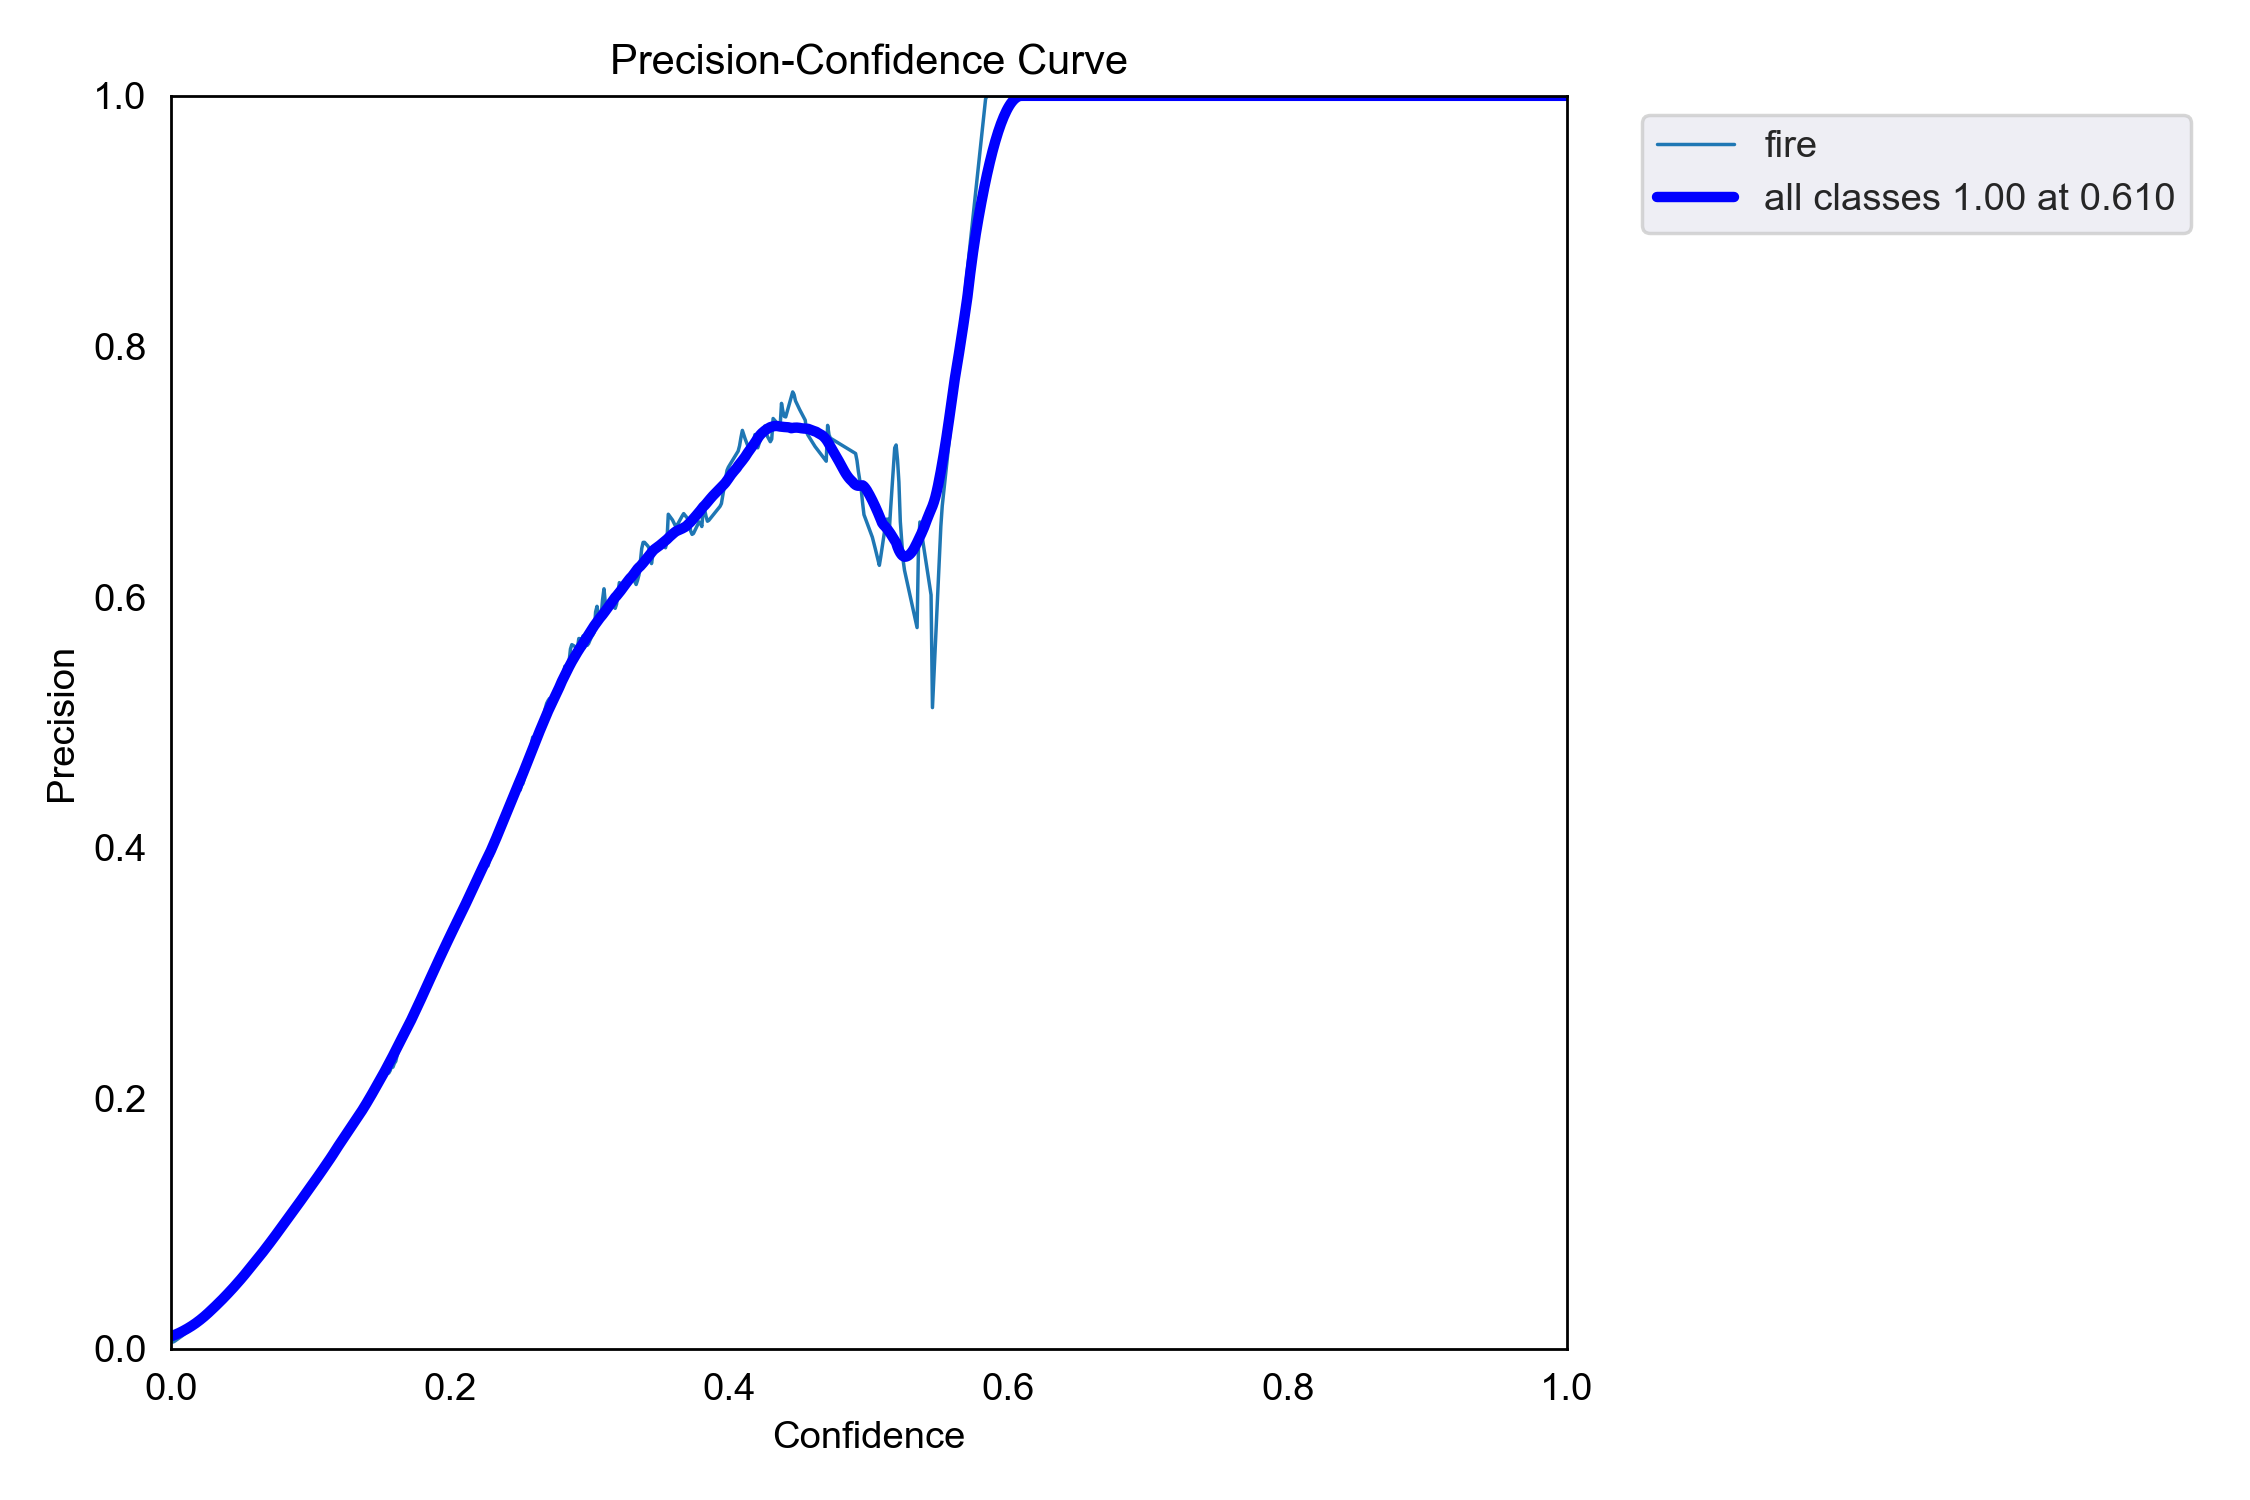 Precision-Confidence Curve
1.0
0.8
0.6
0.4
0.2
0.0
Precision
0.0 0.2 0.4 0.6 0.8 1.0
Confidence
fire
all classes 1.00 at 0.610